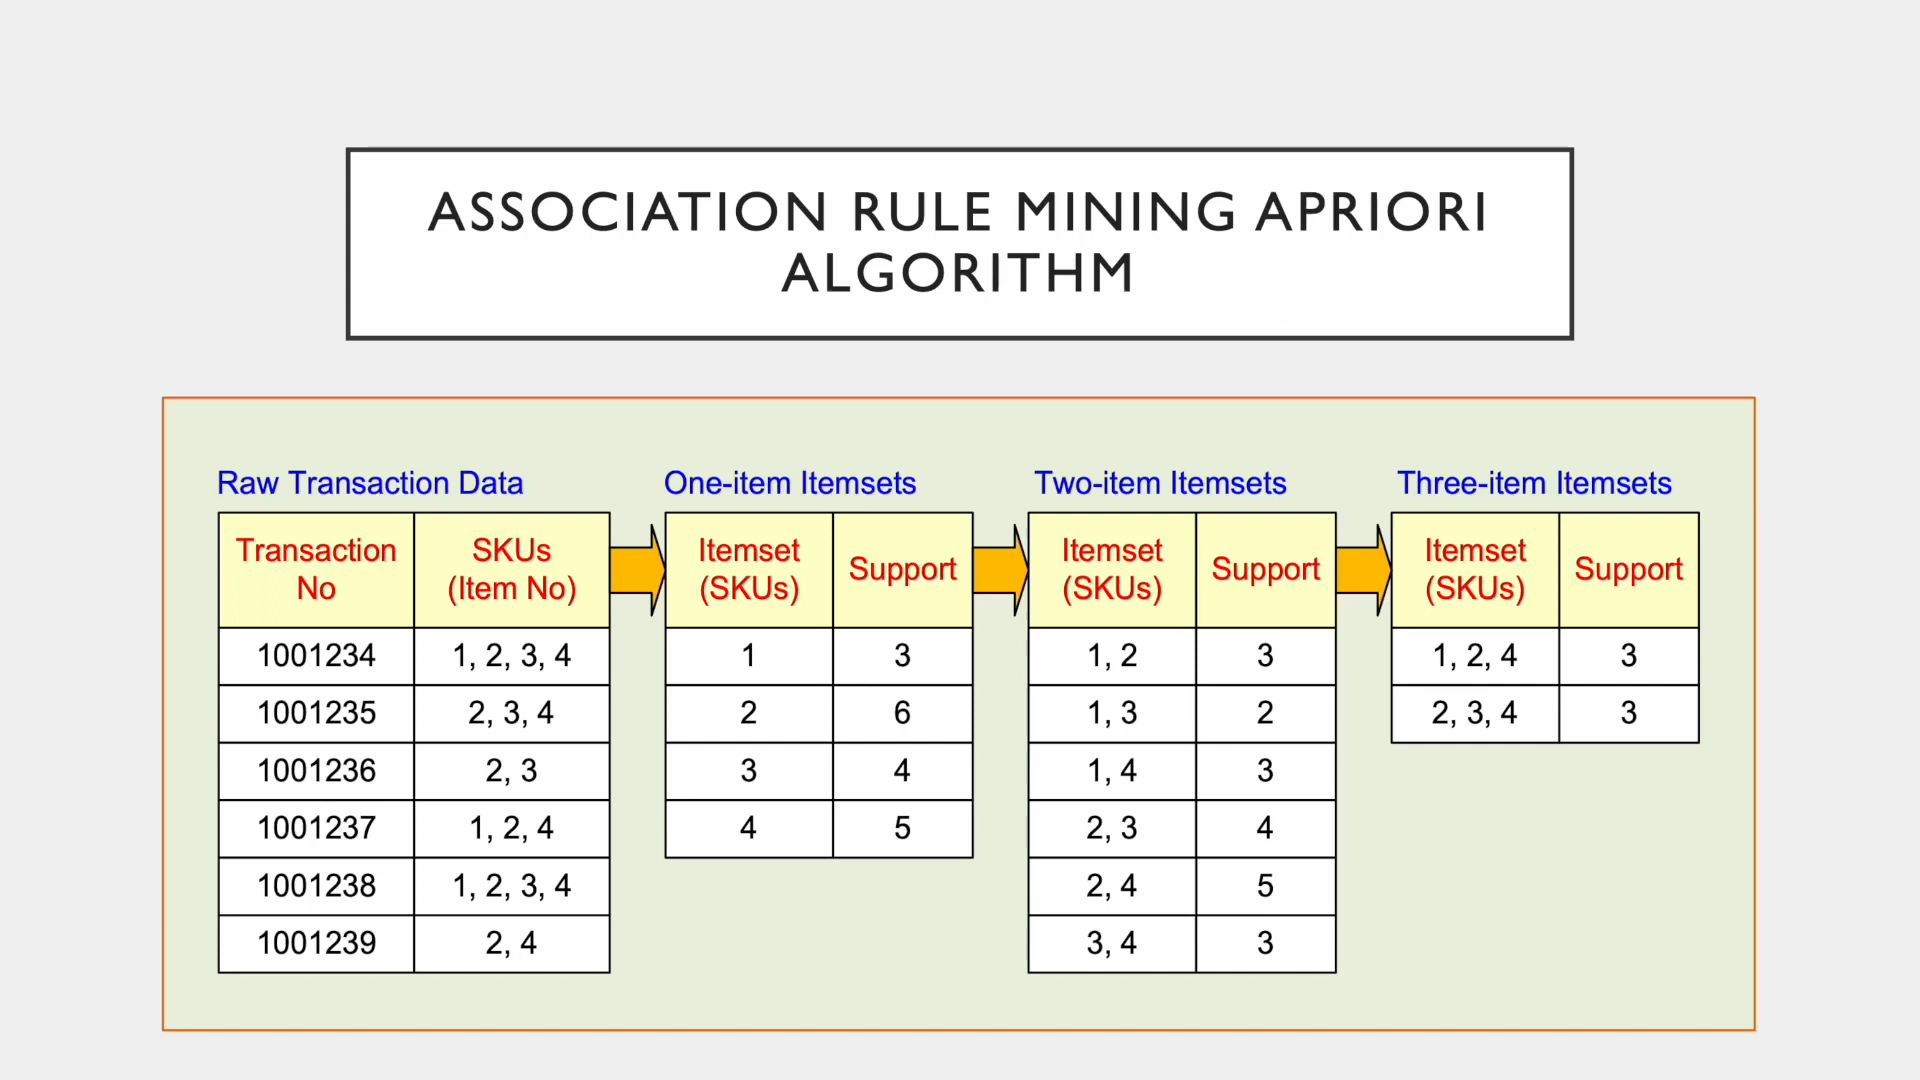 ASSOCIATION RULE MINING APRIORI
ALGORITHM
Raw Transaction Data
Transaction No SKUs (Item No)
1001234 1, 2, 3, 4
1001235 2, 3, 4
1001236 2, 3
1001237 1, 2, 4
1001238 1, 2, 3, 4
1001239 2, 4
One-item Itemsets
Itemset (SKUs) Support
1 3
2 6
3 4
4 5
Two-item Itemsets
Itemset (SKUs) Support
1, 2 3
1, 3 2
1, 4 3
2, 3 4
2, 4 5
3, 4 3
Three-item Itemsets
Itemset (SKUs) Support
1, 2, 4 3
2, 3, 4 3